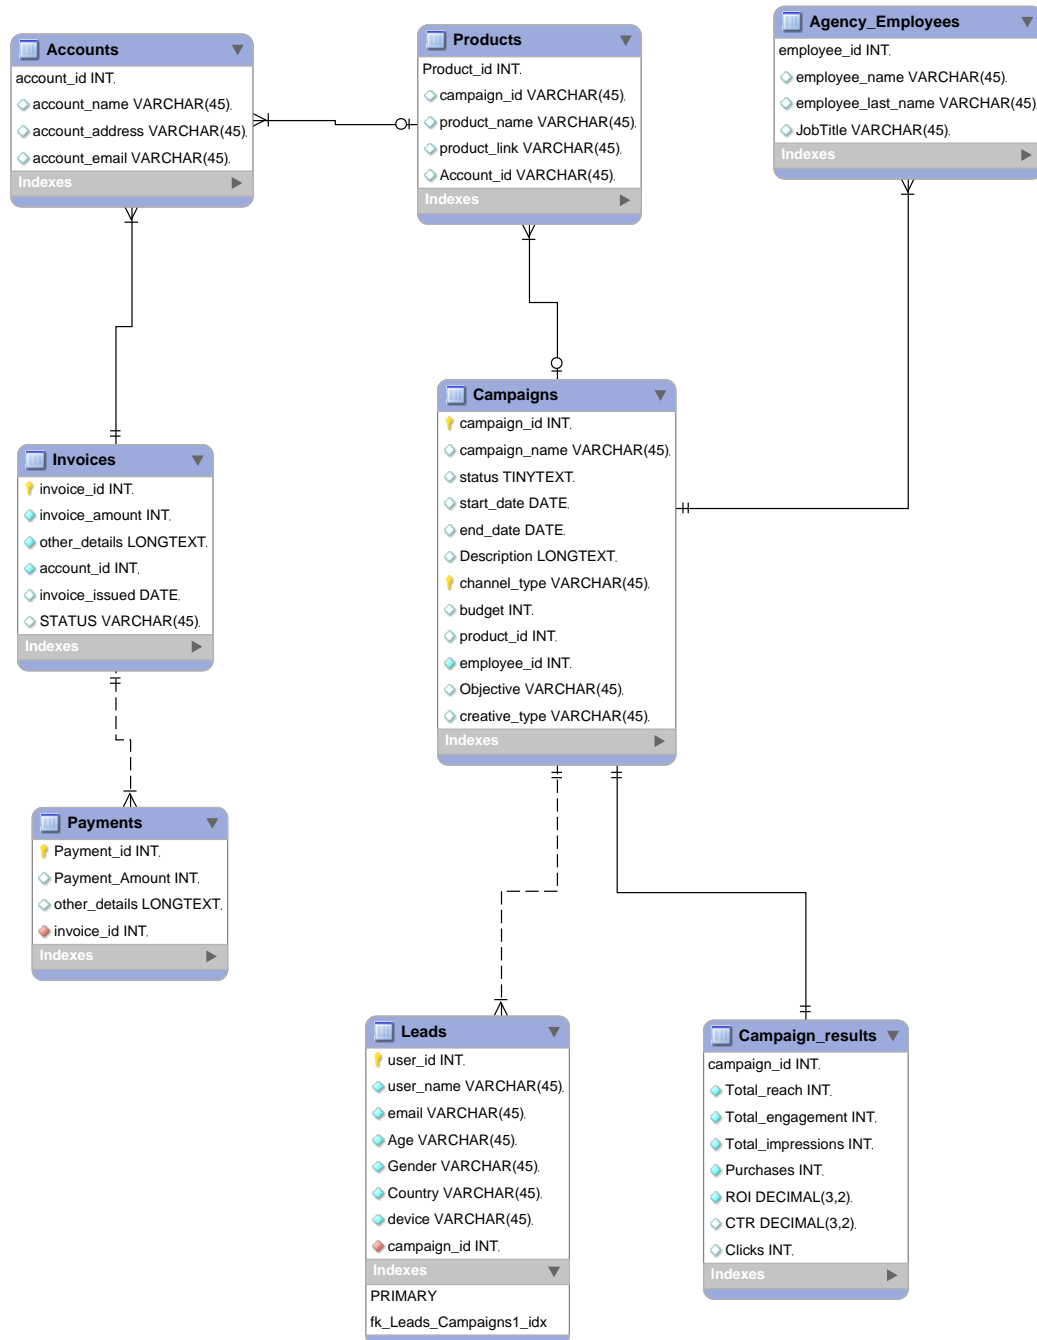 Accounts
account_id INT
account_name VARCHAR(45)
account_address VARCHAR(45)
account_email VARCHAR(45)
Indexes
Products
Product_id INT
campaign_id VARCHAR(45)
product_name VARCHAR(45)
product_link VARCHAR(45)
Account_id VARCHAR(45)
Indexes
Agency_Employees
employee_id INT
employee_name VARCHAR(45)
employee_last_name VARCHAR(45)
JobTitle VARCHAR(45)
Indexes
Invoices
invoice_id INT
invoice_amount INT
other_details LONGTEXT
account_id INT
invoice_issued DATE
STATUS VARCHAR(45)
Indexes
Campaigns
campaign_id INT
campaign_name VARCHAR(45)
status TINYTEXT
start_date DATE
end_date DATE
Description LONGTEXT
channel_type VARCHAR(45)
budget INT
product_id INT
employee_id INT
Objective VARCHAR(45)
creative_type VARCHAR(45)
Indexes
Payments
Payment_id INT
Payment_Amount INT
other_details LONGTEXT
invoice_id INT
Indexes
Leads
user_id INT
user_name VARCHAR(45)
email VARCHAR(45)
Age VARCHAR(45)
Gender VARCHAR(45)
Country VARCHAR(45)
device VARCHAR(45)
campaign_id INT
Indexes
PRIMARY
fk_Leads_Campaigns1_idx
Campaign_results
campaign_id INT
Total_reach INT
Total_engagement INT
Total_impressions INT
Purchases INT
ROI DECIMAL(3,2)
CTR DECIMAL(3,2)
Clicks INT
Indexes